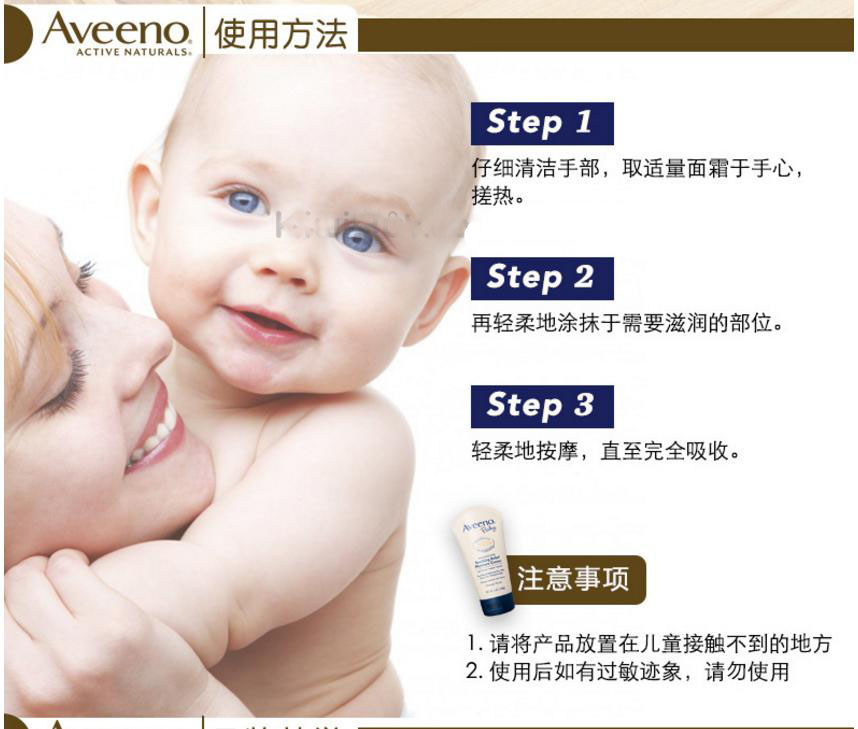 Aveeno 使用方法
ACTIVE NATURALS®
Step 1
仔细清洁手部，取适量面霜于手心，
搓热。
Step 2
再轻柔地涂抹于需要滋润的部位。
Step 3
轻柔地按摩，直至完全吸收。
Aveeno
Baby
注意事项
1. 请将产品放置在儿童接触不到的地方
2. 使用后如有过敏迹象，请勿使用